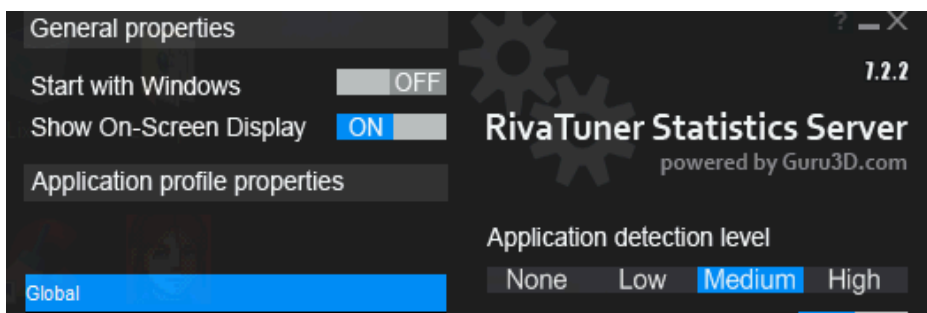 General properties
? 
Start with Windows OFF
7.2.2
Show On-Screen Display ON
RivaTuner Statistics Server
powered by Guru3D.com
Application profile properties
Application detection level
None Low Medium High
Global